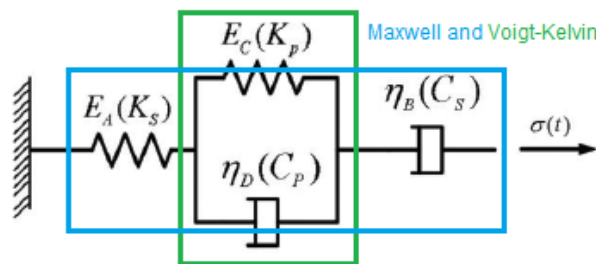 E_C(K_p)
Maxwell and Voigt-Kelvin
E_A(K_S)
η_B(C_S)
σ(t)
η_D(C_P)